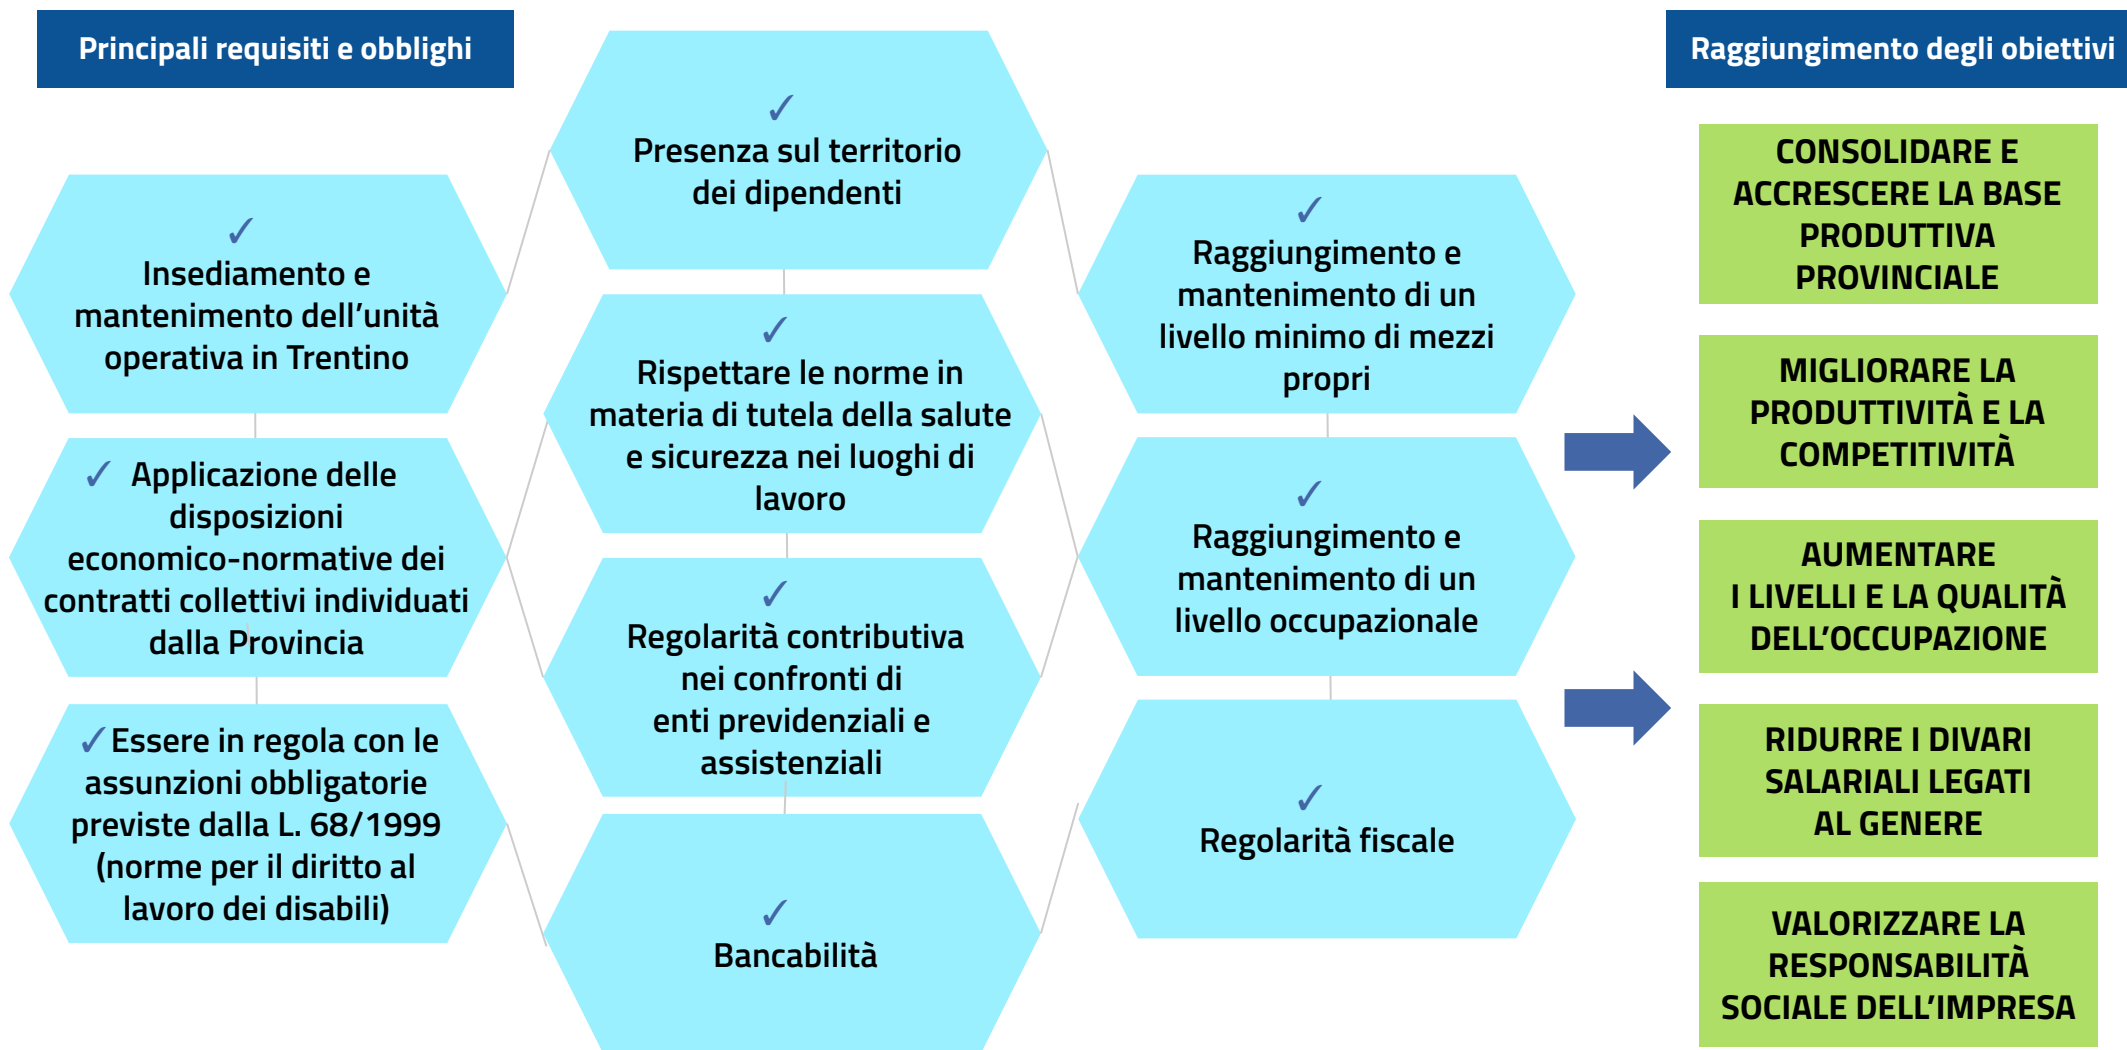 Principali requisiti e obblighi
✓
Insediamento e
mantenimento dell’unità
operativa in Trentino
✓ Applicazione delle
disposizioni
economico-normative dei
contratti collettivi individuati
dalla Provincia
✓Essere in regola con le
assunzioni obbligatorie
previste dalla L. 68/1999
(norme per il diritto al
lavoro dei disabili)
✓
Presenza sul territorio
dei dipendenti
✓
Rispettare le norme in
materia di tutela della salute
e sicurezza nei luoghi di
lavoro
✓
Regolarità contributiva
nei confronti di
enti previdenziali e
assistenziali
✓
Bancabilità
✓
Raggiungimento e
mantenimento di un
livello minimo di mezzi
propri
✓
Raggiungimento e
mantenimento di un
livello occupazionale
✓
Regolarità fiscale
Raggiungimento degli obiettivi
CONSOLIDARE E
ACCRESCERE LA BASE
PRODUTTIVA
PROVINCIALE
MIGLIORARE LA
PRODUTTIVITÀ E LA
COMPETITIVITÀ
AUMENTARE
I LIVELLI E LA QUALITÀ
DELL’OCCUPAZIONE
RIDURRE I DIVARI
SALARIALI LEGATI
AL GENERE
VALORIZZARE LA
RESPONSABILITÀ
SOCIALE DELL’IMPRESA